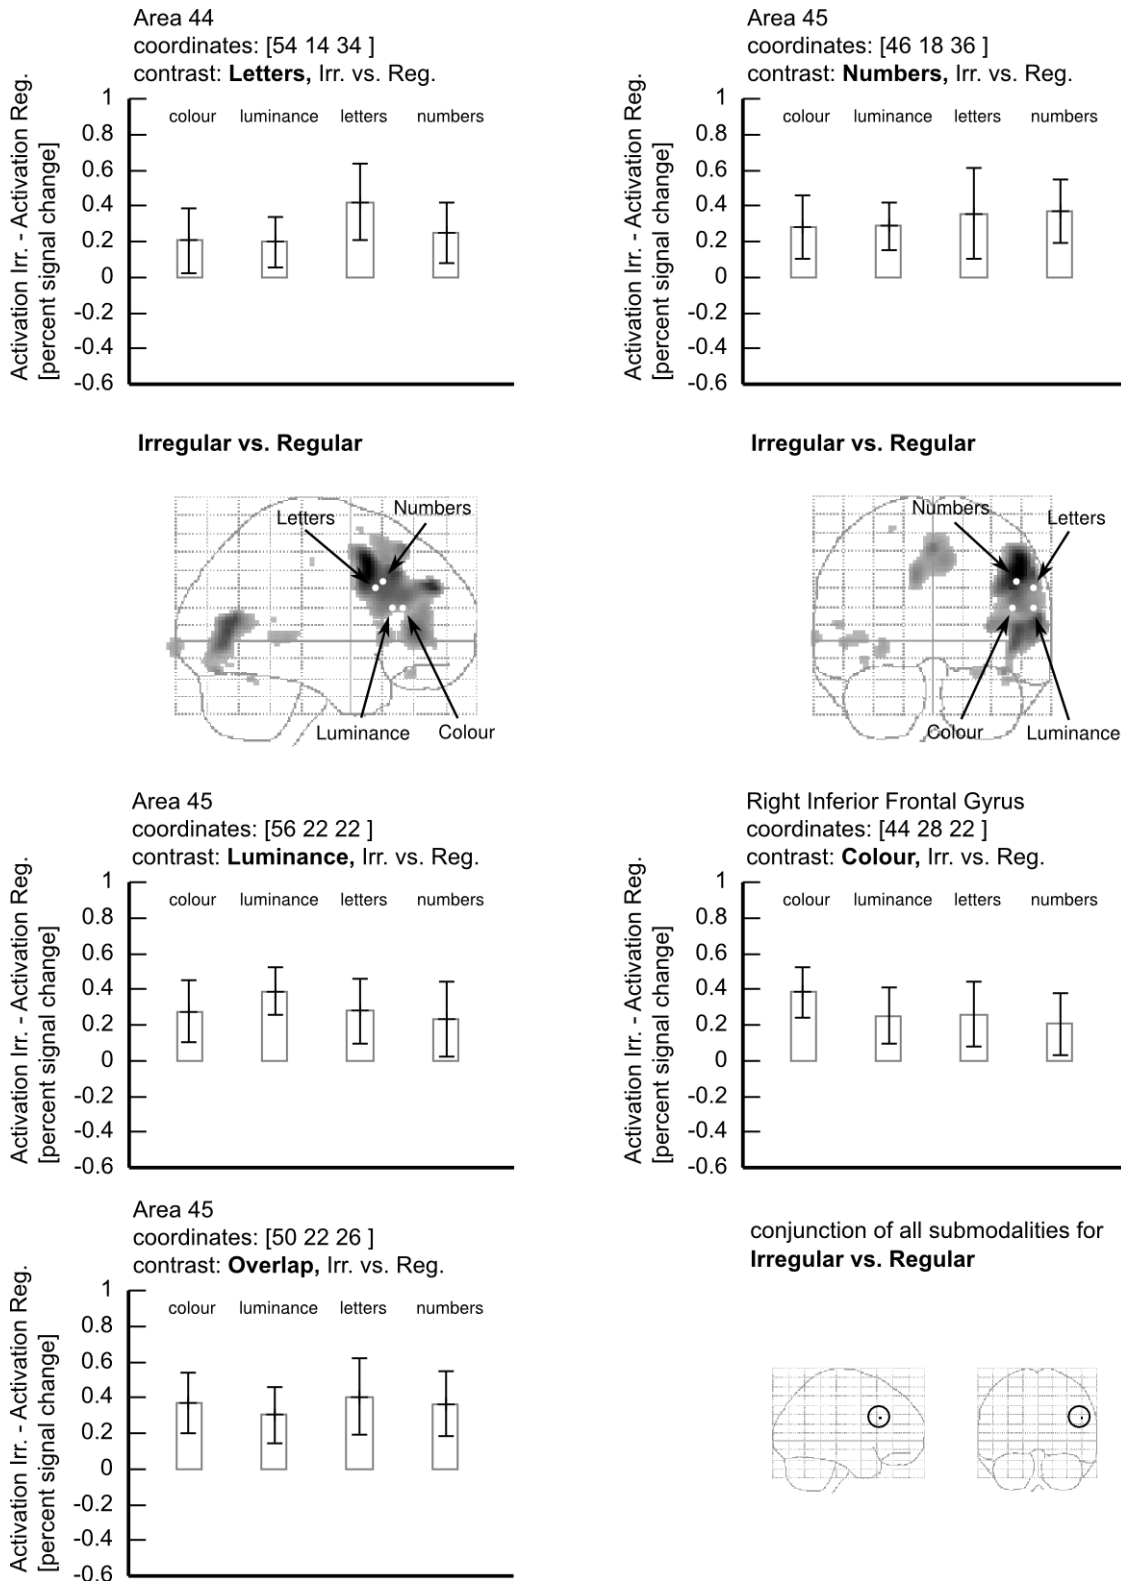 Area 44
coordinates: [54 14 34 ]
contrast: Letters, Irr. vs. Reg.
Activation Irr. - Activation Reg.
[percent signal change]
1
0.8
0.6
0.4
0.2
0
-0.2
-0.4
-0.6
colour luminance letters numbers
Area 45
coordinates: [46 18 36 ]
contrast: Numbers, Irr. vs. Reg.
Activation Irr. - Activation Reg.
[percent signal change]
1
0.8
0.6
0.4
0.2
0
-0.2
-0.4
-0.6
colour luminance letters numbers
Irregular vs. Regular
Letters
Numbers
Luminance
Colour
Irregular vs. Regular
Numbers
Letters
Colour
Luminance
Area 45
coordinates: [56 22 22 ]
contrast: Luminance, Irr. vs. Reg.
Activation Irr. - Activation Reg.
[percent signal change]
1
0.8
0.6
0.4
0.2
0
-0.2
-0.4
-0.6
colour luminance letters numbers
Right Inferior Frontal Gyrus
coordinates: [44 28 22 ]
contrast: Colour, Irr. vs. Reg.
Activation Irr. - Activation Reg.
[percent signal change]
1
0.8
0.6
0.4
0.2
0
-0.2
-0.4
-0.6
colour luminance letters numbers
Area 45
coordinates: [50 22 26 ]
contrast: Overlap, Irr. vs. Reg.
Activation Irr. - Activation Reg.
[percent signal change]
1
0.8
0.6
0.4
0.2
0
-0.2
-0.4
-0.6
colour luminance letters numbers
conjunction of all submodalities for
Irregular vs. Regular